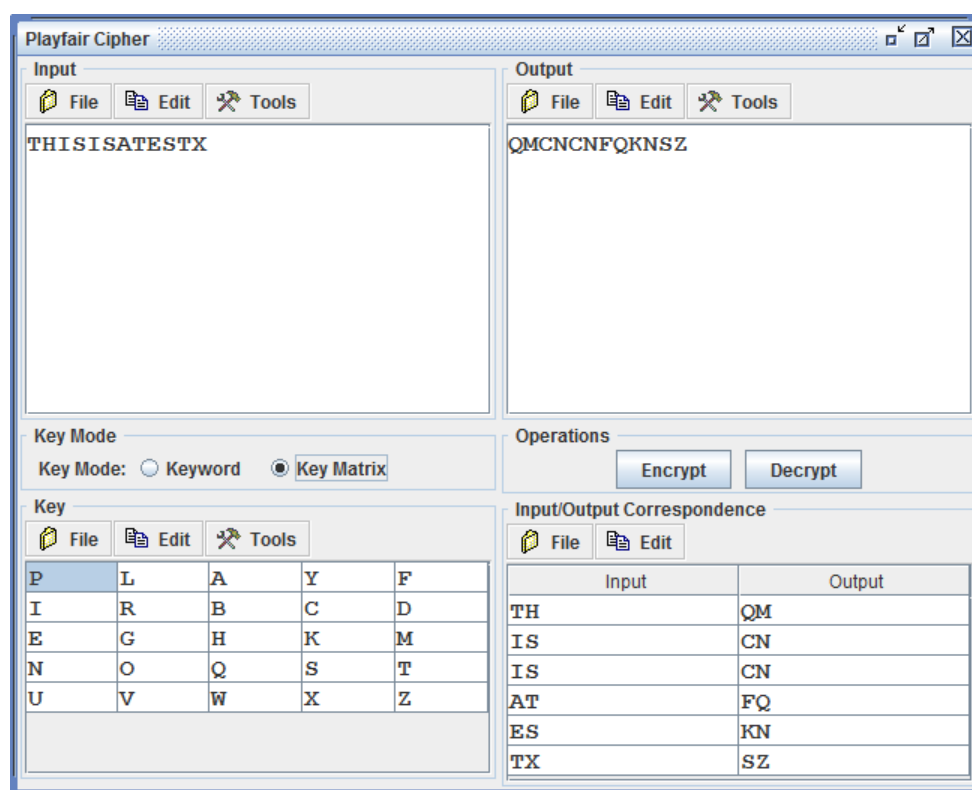 Playfair Cipher
Input
File Edit Tools
THISISATESTX
Output
File Edit Tools
QMCNCNFQKNSZ
Key Mode
Key Mode: Keyword Key Matrix
Operations
Encrypt Decrypt
Key
File Edit Tools
P L A Y F
I R B C D
E G H K M
N O Q S T
U V W X Z
Input/Output Correspondence
File Edit
Input Output
TH QM
IS CN
IS CN
AT FQ
ES KN
TX SZ